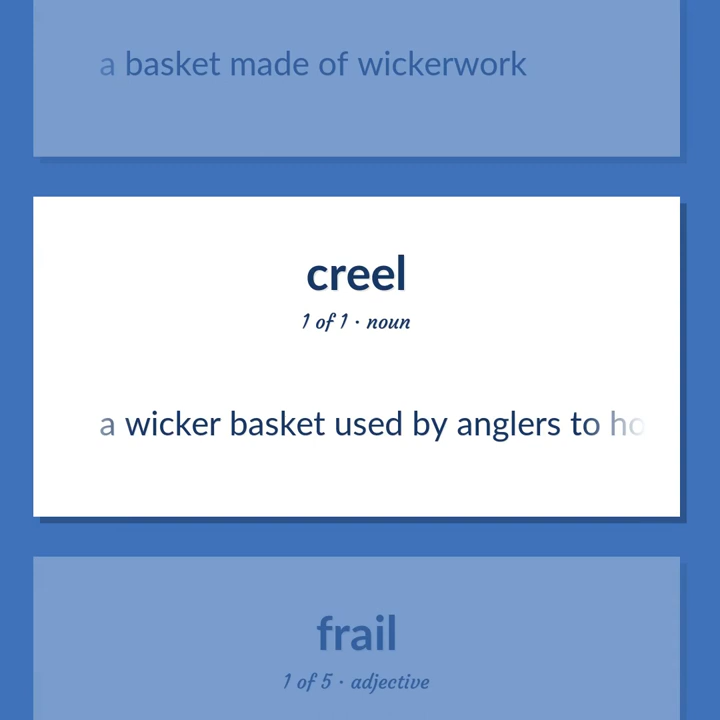 a basket made of wickerwork
creel
1 of 1 · noun
a wicker basket used by anglers to
frail
1 of 5 · adjective